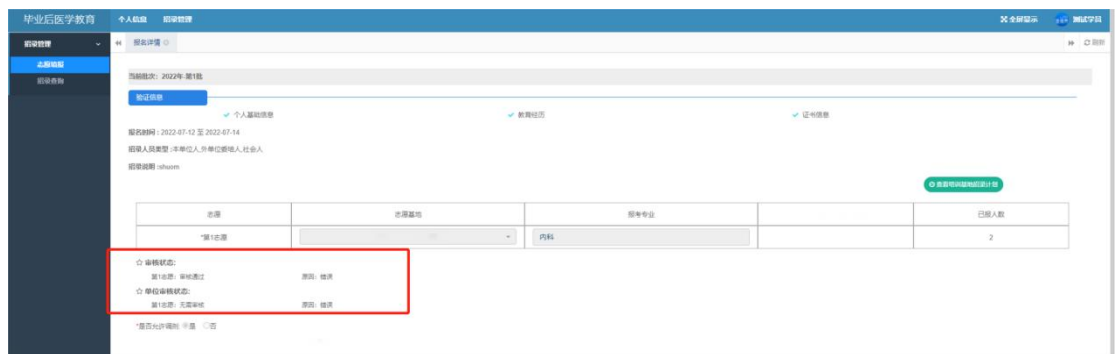 毕业后医学教育 个人信息 招录管理 全屏显示 测试学员
招录管理 报名详情 刷新
志愿填报
招录查询
当前批次：2022年-第1批
验证信息
个人基础信息 教育经历 证书信息
报名时间：2022-07-12 至 2022-07-14
招录人员类型 :本单位人,外单位委培人,社会人
招录说明 :shuom
查看培训基地招录计划
志愿 志愿基地 报考专业 已报人数
*第1志愿 内科 2
审核状态:
第1志愿：审核通过 原因：错误
单位审核状态:
第1志愿：无需审核 原因：错误
*是否允许调剂: 是 否